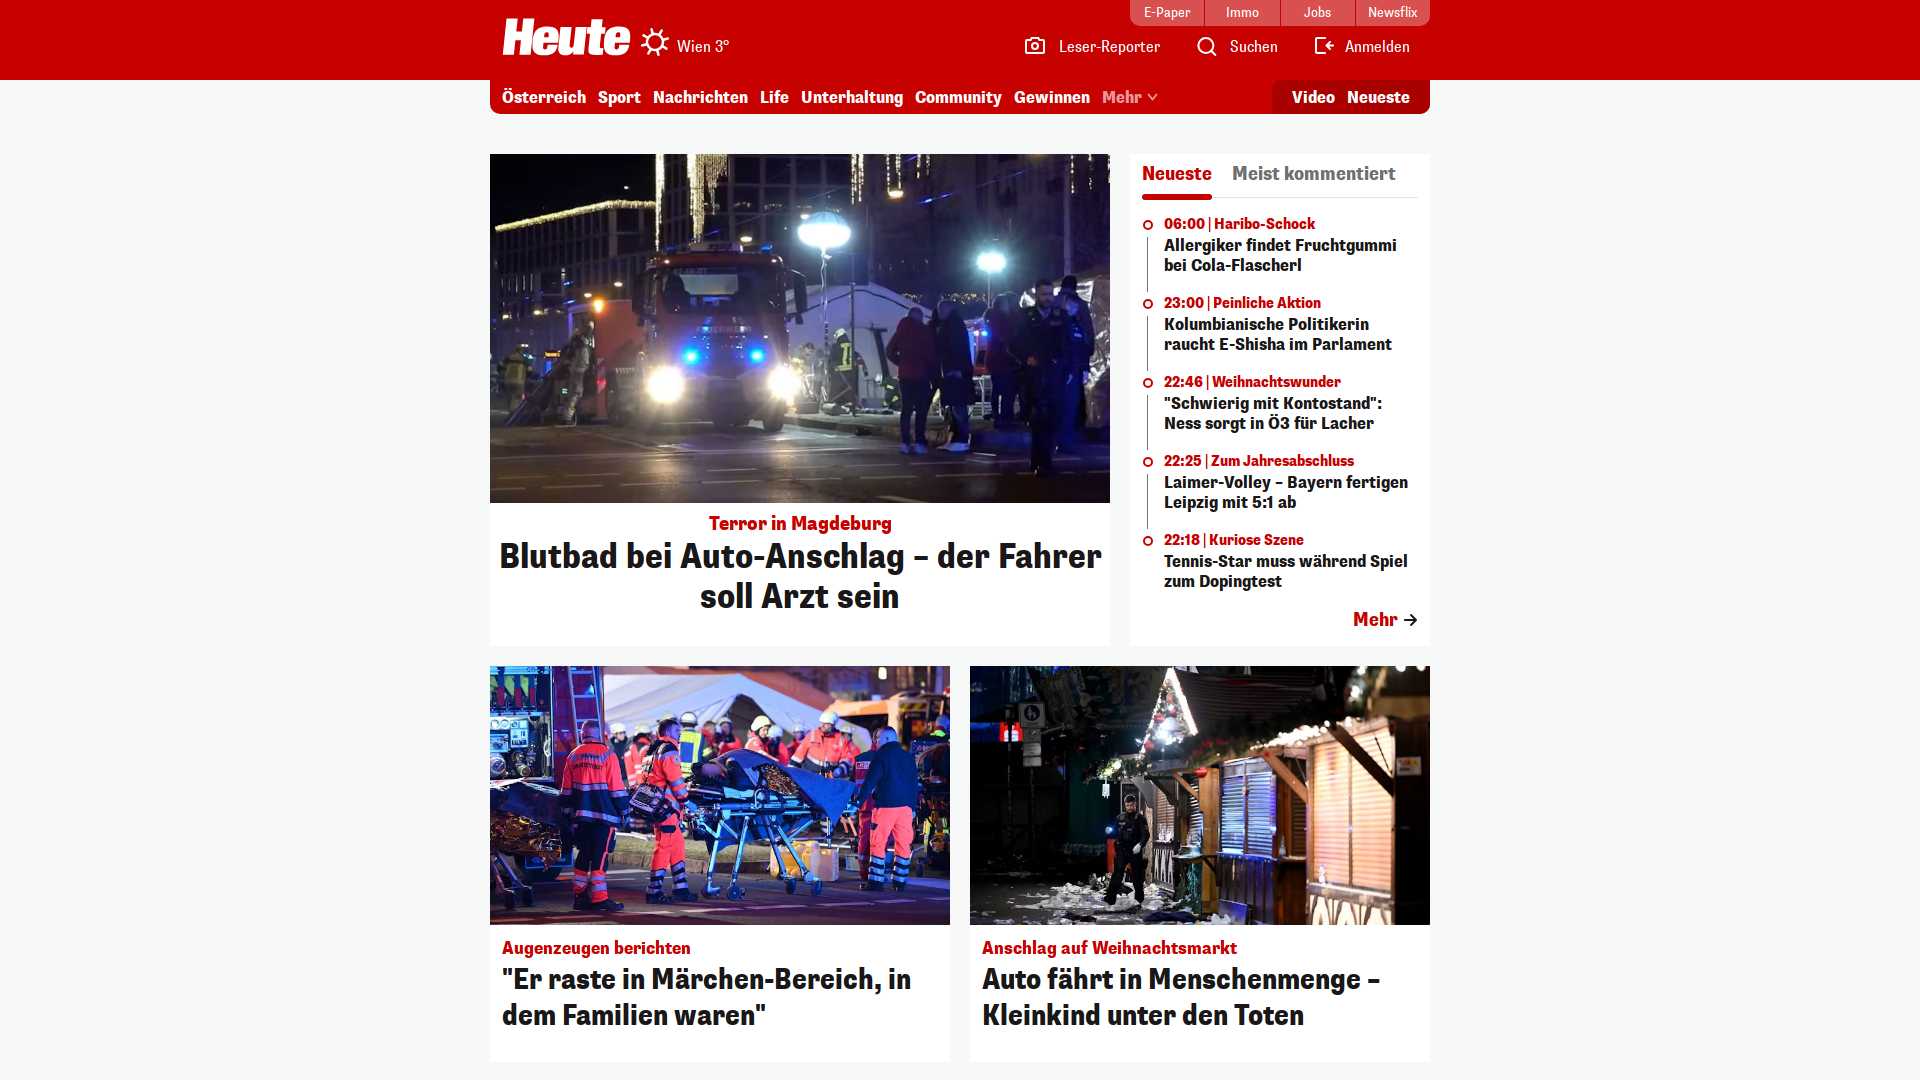 E-Paper
Immo
Jobs
Newsflix
Heute
Wien 3°
Leser-Reporter
Suchen
Anmelden
Österreich
Sport
Nachrichten
Life
Unterhaltung
Community
Gewinnen
Mehr
Video
Neueste
Terror in Magdeburg
Blutbad bei Auto-Anschlag – der Fahrer
soll Arzt sein
Neueste
Meist kommentiert
06:00 | Haribo-Schock
Allergiker findet Fruchtgummi
bei Cola-Flascherl
23:00 | Peinliche Aktion
Kolumbianische Politikerin
raucht E-Shisha im Parlament
22:46 | Weihnachtswunder
"Schwierig mit Kontostand":
Ness sorgt in Ö3 für Lacher
22:25 | Zum Jahresabschluss
Laimer-Volley – Bayern fertigen
Leipzig mit 5:1 ab
22:18 | Kuriose Szene
Tennis-Star muss während Spiel
zum Dopingtest
Mehr
Augenzeugen berichten
"Er raste in Märchen-Bereich, in
dem Familien waren"
Anschlag auf Weihnachtsmarkt
Auto fährt in Menschenmenge –
Kleinkind unter den Toten